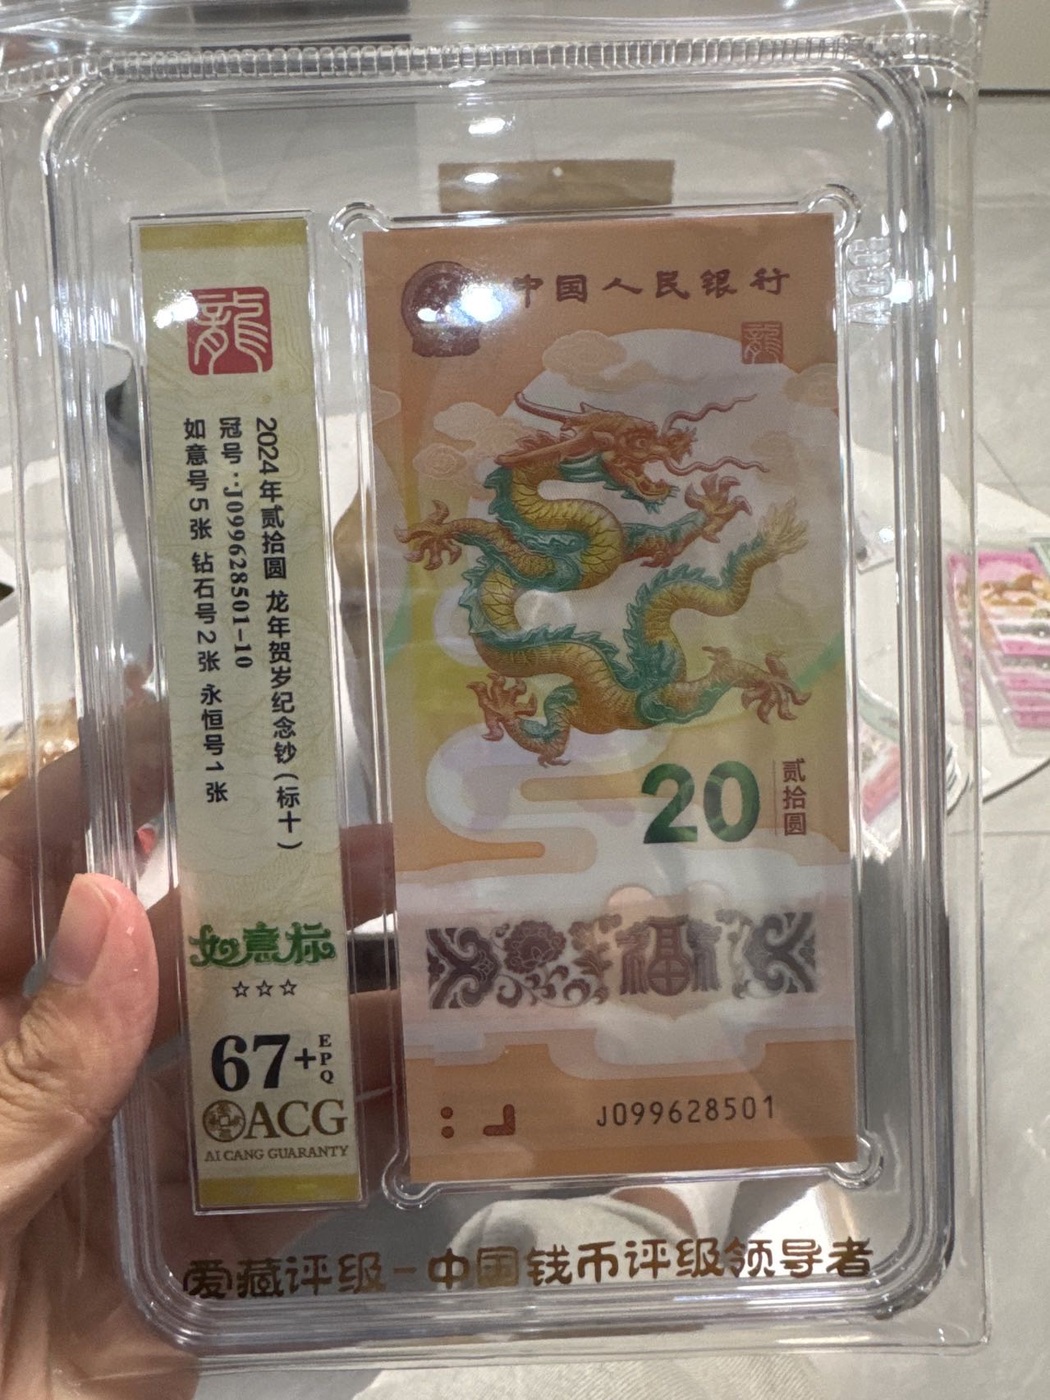 龍
2024年贰拾圆 龙年贺岁纪念钞(标十)
冠号:J099628501-10
如意号5张 钻石号2张 永恒号1张
如意标
☆☆☆
67+EPQ
ACG
AI CANG GUARANTY
中国人民银行
龍
20
贰拾圆
福
J099628501
爱藏评级-中国钱币评级领导者